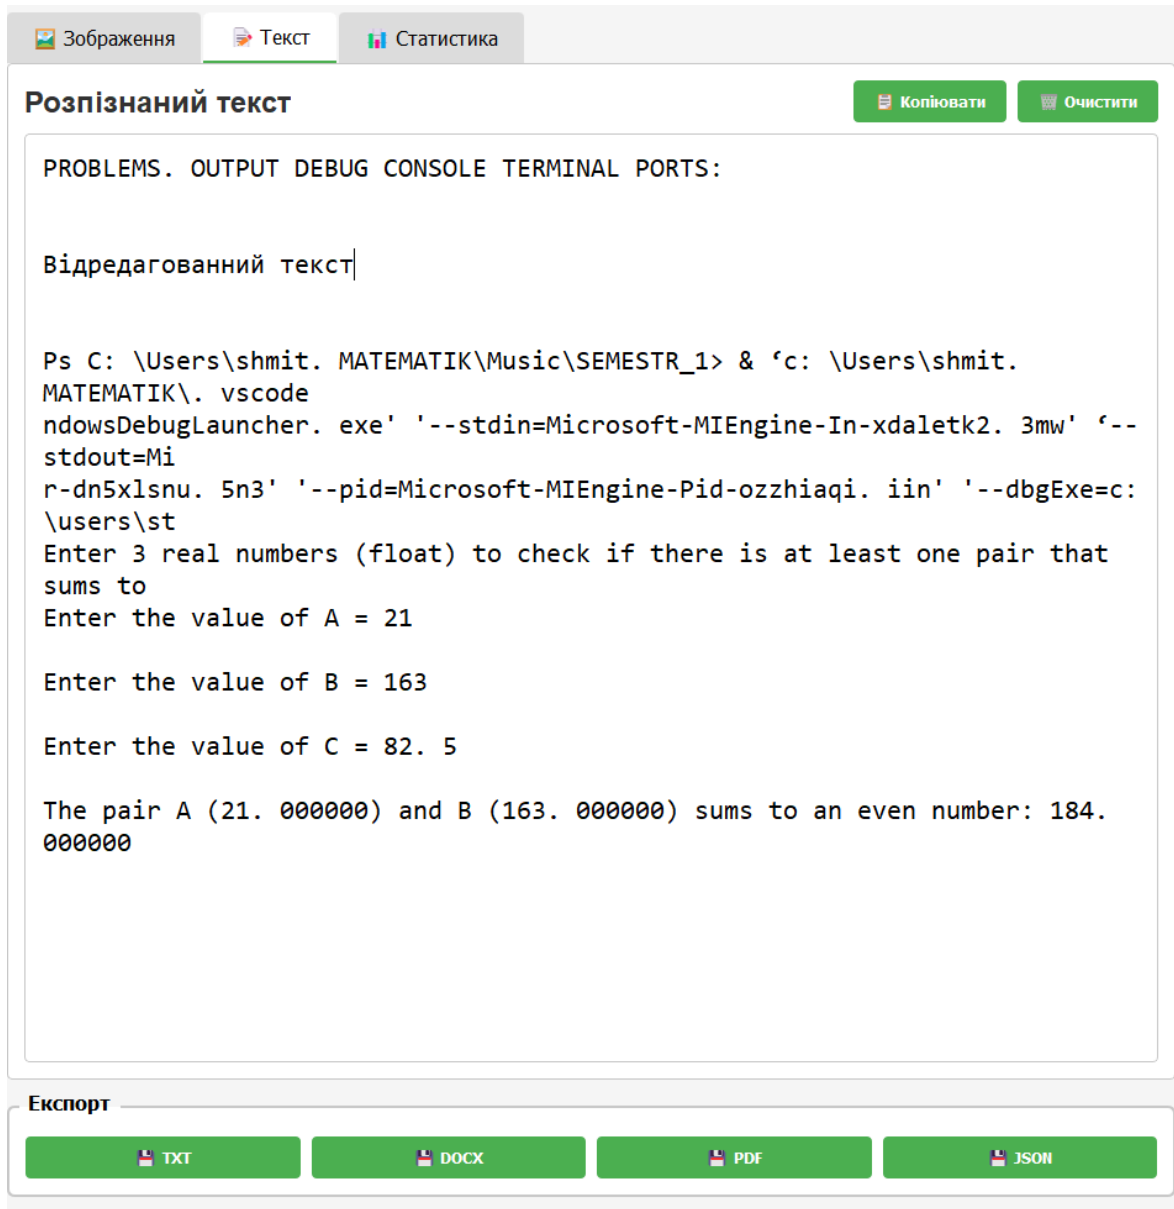 Зображення Текст Статистика
Розпізнаний текст Копіювати Очистити
PROBLEMS. OUTPUT DEBUG CONSOLE TERMINAL PORTS:
Відредагованний текст
Ps C: \Users\shmit. MATEMATIK\Music\SEMESTR_1> & ‘c: \Users\shmit.
MATEMATIK\. vscode
ndowsDebugLauncher. exe' '--stdin=Microsoft-MIEngine-In-xdaletk2. 3mw' ‘--
stdout=Mi
r-dn5xlsnu. 5n3' '--pid=Microsoft-MIEngine-Pid-ozzhiaqi. iin' '--dbgExe=c:
\users\st
Enter 3 real numbers (float) to check if there is at least one pair that
sums to
Enter the value of A = 21
Enter the value of B = 163
Enter the value of C = 82. 5
The pair A (21. 000000) and B (163. 000000) sums to an even number: 184.
000000
Експорт
TXT DOCX PDF JSON